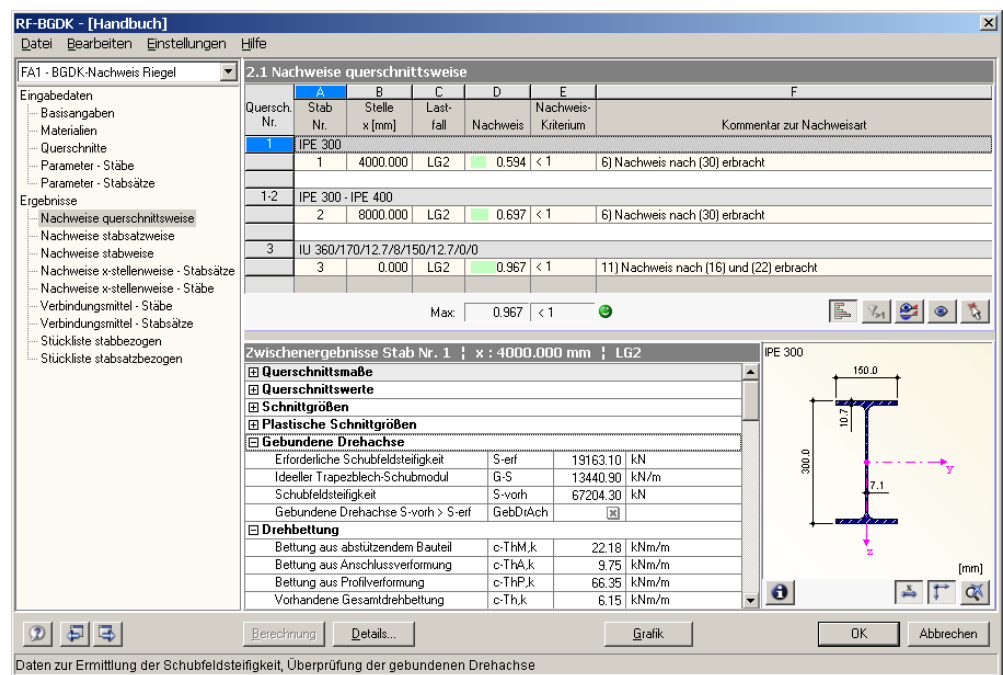 RF-BGDK - [Handbuch]
Datei Bearbeiten Einstellungen Hilfe
FA1 - BGDK-Nachweis Riegel
Eingabedaten
Basisangaben
Materialien
Querschnitte
Parameter - Stäbe
Parameter - Stabsätze
Ergebnisse
Nachweise querschnittsweise
Nachweise stabsatzweise
Nachweise stabweise
Nachweise x-stellenweise - Stabsätze
Nachweise x-stellenweise - Stäbe
Verbindungsmittel - Stäbe
Verbindungsmittel - Stabsätze
Stückliste stabbezogen
Stückliste stabsatzbezogen
2.1 Nachweise querschnittsweise
A B C D E F
Quersch. Stab Stelle Last- Nachweis-
Nr. Nr. x [mm] fall Nachweis Kriterium Kommentar zur Nachweisart
1 IPE 300
1 4000.000 LG2 0.594 < 1 6) Nachweis nach (30) erbracht
1-2 IPE 300 - IPE 400
2 8000.000 LG2 0.697 < 1 6) Nachweis nach (30) erbracht
3 IU 360/170/12.7/8/150/12.7/0/0
3 0.000 LG2 0.967 < 1 11) Nachweis nach (16) und (22) erbracht
Max: 0.967 < 1
Zwischenergebnisse Stab Nr. 1 ¦ x : 4000.000 mm ¦ LG2
Querschnittsmaße
Querschnittswerte
Schnittgrößen
Plastische Schnittgrößen
Gebundene Drehachse
Erforderliche Schubfeldsteifigkeit S-erf 19163.10 kN
Ideeller Trapezblech-Schubmodul G-S 13440.90 kN/m
Schubfeldsteifigkeit S-vorh 67204.30 kN
Gebundene Drehachse S-vorh > S-erf GebDrAch
Drehbettung
Bettung aus abstützendem Bauteil c-ThM,k 22.18 kNm/m
Bettung aus Anschlussverformung c-ThA,k 9.75 kNm/m
Bettung aus Profilverformung c-ThP,k 66.35 kNm/m
Vorhandene Gesamtdrehbettung c-Th,k 6.15 kNm/m
IPE 300
150.0
10.7
300.0
7.1
y
z
[mm]
Berechnung Details... Grafik OK Abbrechen
Daten zur Ermittlung der Schubfeldsteifigkeit, Überprüfung der gebundenen Drehachse